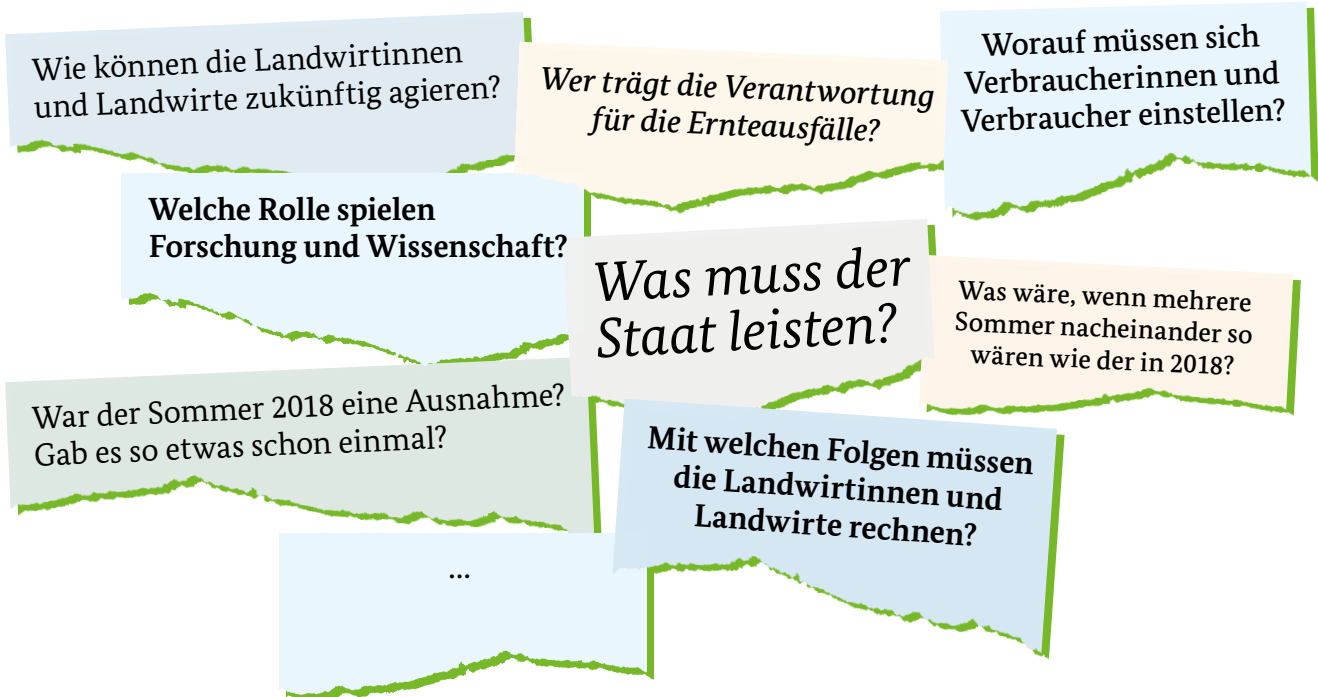 Wie können die Landwirtinnen
und Landwirte zukünftig agieren?
Wer trägt die Verantwortung
für die Ernteausfälle?
Worauf müssen sich
Verbraucherinnen und
Verbraucher einstellen?
Welche Rolle spielen
Forschung und Wissenschaft?
Was muss der
Staat leisten?
Was wäre, wenn mehrere
Sommer nacheinander so
wären wie der in 2018?
War der Sommer 2018 eine Ausnahme?
Gab es so etwas schon einmal?
Mit welchen Folgen müssen
die Landwirtinnen und
Landwirte rechnen?
...